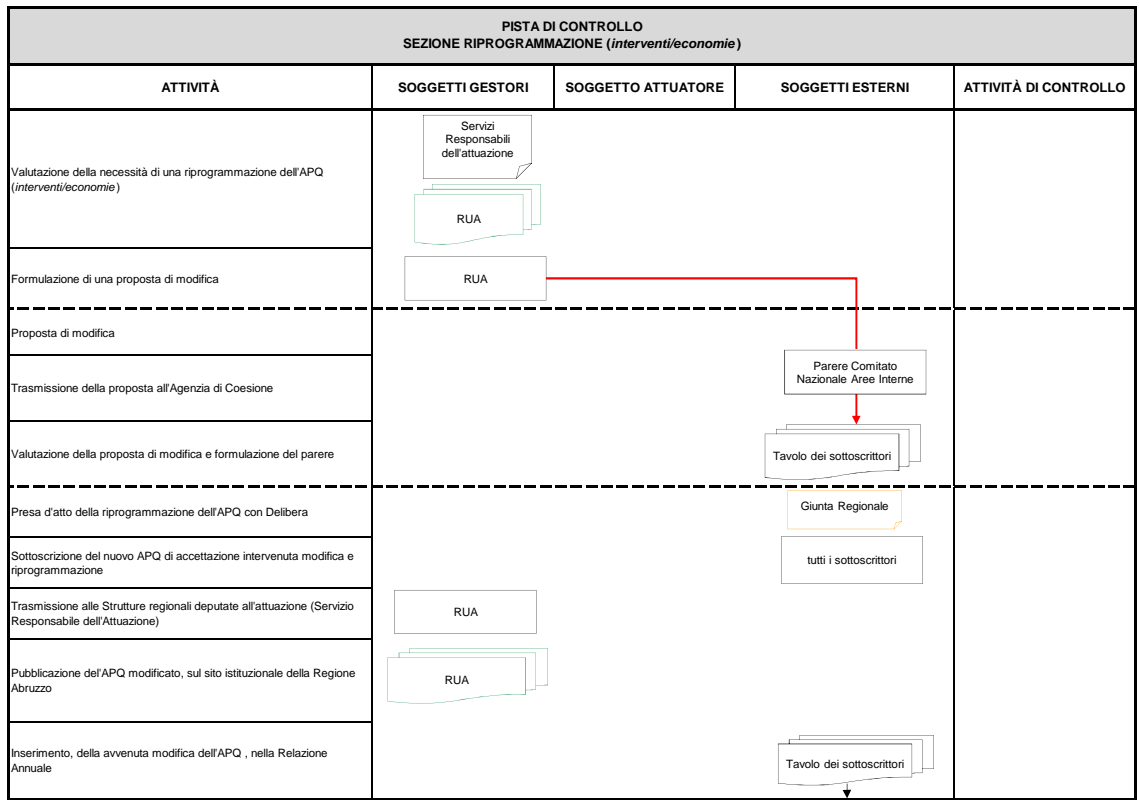 PISTA DI CONTROLLO
SEZIONE RIPROGRAMMAZIONE (interventi/economie)
ATTIVITÀ
SOGGETTI GESTORI
SOGGETTO ATTUATORE
SOGGETTI ESTERNI
ATTIVITÀ DI CONTROLLO
Valutazione della necessità di una riprogrammazione dell'APQ
(interventi/economie)
Servizi
Responsabili
dell'attuazione
RUA
Formulazione di una proposta di modifica
RUA
Proposta di modifica
Trasmissione della proposta all'Agenzia di Coesione
Parere Comitato
Nazionale Aree Interne
Valutazione della proposta di modifica e formulazione del parere
Tavolo dei sottoscrittori
Presa d'atto della riprogrammazione dell'APQ con Delibera
Giunta Regionale
Sottoscrizione del nuovo APQ di accettazione intervenuta modifica e
riprogrammazione
tutti i sottoscrittori
Trasmissione alle Strutture regionali deputate all'attuazione (Servizio
Responsabile dell'Attuazione)
RUA
Pubblicazione del'APQ modificato, sul sito istituzionale della Regione
Abruzzo
RUA
Inserimento, della avvenuta modifica dell'APQ , nella Relazione
Annuale
Tavolo dei sottoscrittori